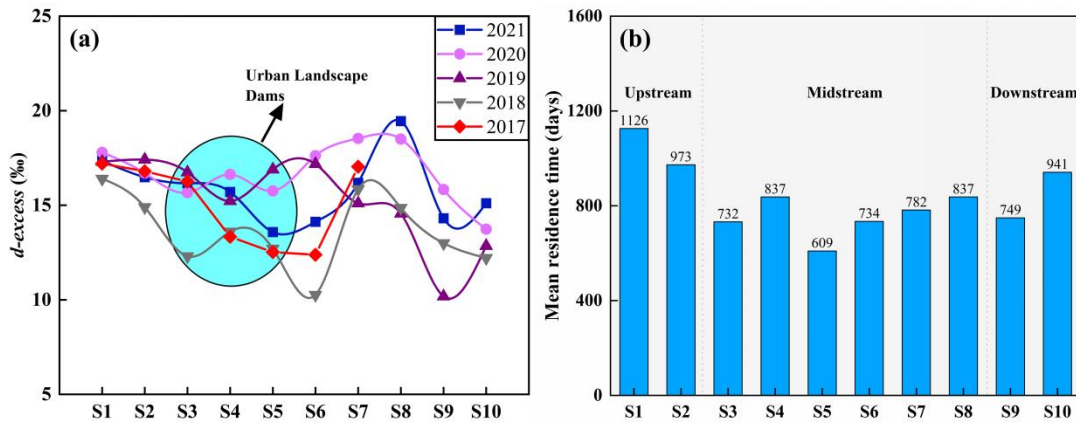 (a)
2021
2020
2019
2018
2017
Urban Landscape
Dams
25
20
15
10
5
d-excess (‰)
S1 S2 S3 S4 S5 S6 S7 S8 S9 S10
(b)
1600
1200
800
400
0
Mean residence time (days)
Upstream Midstream Downstream
1126 973 732 837 609 734 782 837 749 941
S1 S2 S3 S4 S5 S6 S7 S8 S9 S10